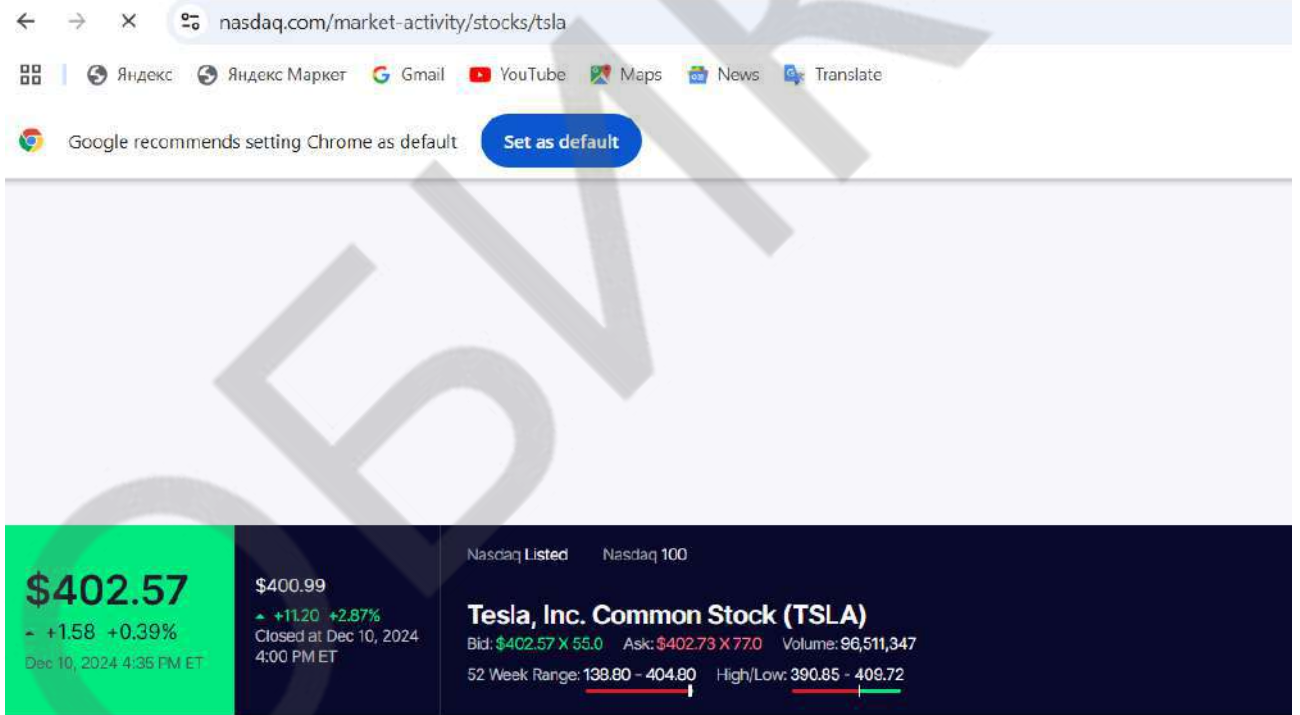 nasdaq.com/market-activity/stocks/tsla
Яндекс Яндекс Маркет Gmail YouTube Maps News Translate
Google recommends setting Chrome as default Set as default
Nasdaq Listed Nasdaq 100
$402.57
+1.58 +0.39%
Dec 10, 2024 4:35 PM ET
$400.99
+11.20 +2.87%
Closed at Dec 10, 2024
4:00 PM ET
Tesla, Inc. Common Stock (TSLA)
Bid: $402.57 X 55.0 Ask: $402.73 X 77.0 Volume: 96,511,347
52 Week Range: 138.80 - 404.80 High/Low: 390.85 - 409.72
ОБИК